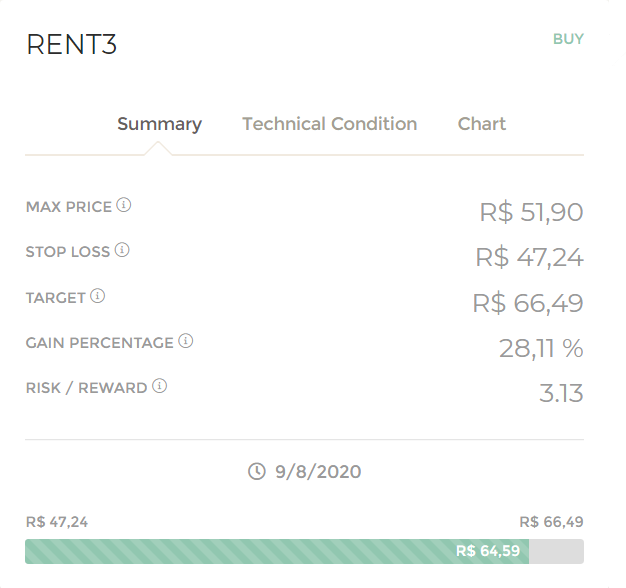 RENT3
BUY
Summary Technical Condition Chart
MAX PRICE R$ 51,90
STOP LOSS R$ 47,24
TARGET R$ 66,49
GAIN PERCENTAGE 28,11 %
RISK / REWARD 3.13
9/8/2020
R$ 47,24 R$ 66,49
R$ 64,59